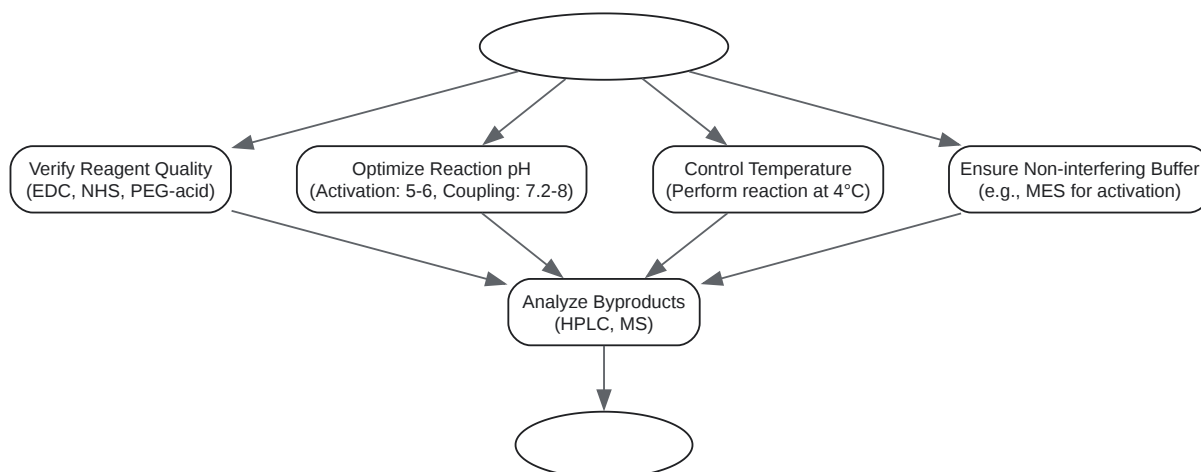 Verify Reagent Quality
(EDC, NHS, PEG-acid)
Optimize Reaction pH
(Activation: 5-6, Coupling: 7.2-8)
Control Temperature
(Perform reaction at 4°C)
Ensure Non-interfering Buffer
(e.g., MES for activation)
Analyze Byproducts
(HPLC, MS)